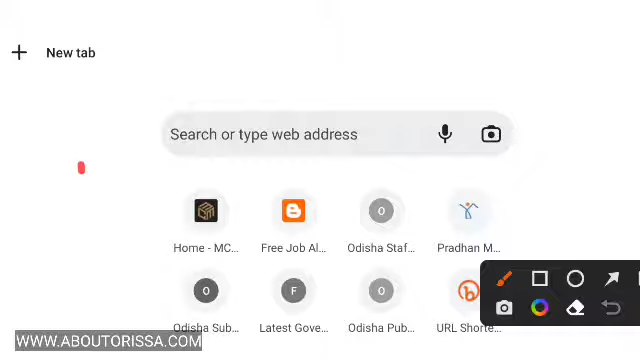 New tab
Search or type web address
Home - MC...
Free Job Al...
Odisha Staf...
Pradhan M...
Odisha Sub...
Latest Gove...
Odisha Pub...
URL Shorte...
O
O
F
O
WWW.ABOUTORISSA.COM